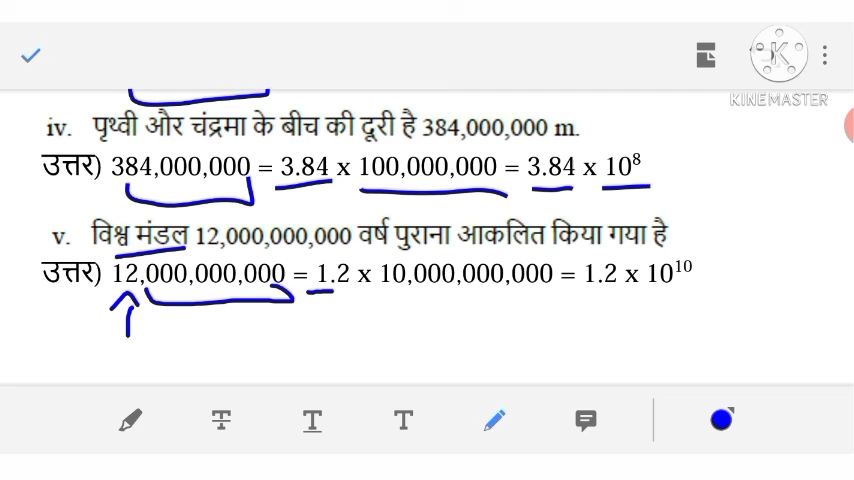 KINEMASTER
iv. पृथ्वी और चंद्रमा के बीच की दूरी है 384,000,000 m.
उत्तर) 384,000,000 = 3.84 x 100,000,000 = 3.84 x 10⁸
v. विश्व मंडल 12,000,000,000 वर्ष पुराना आकलित किया गया है
उत्तर) 12,000,000,000 = 1.2 x 10,000,000,000 = 1.2 x 10¹⁰